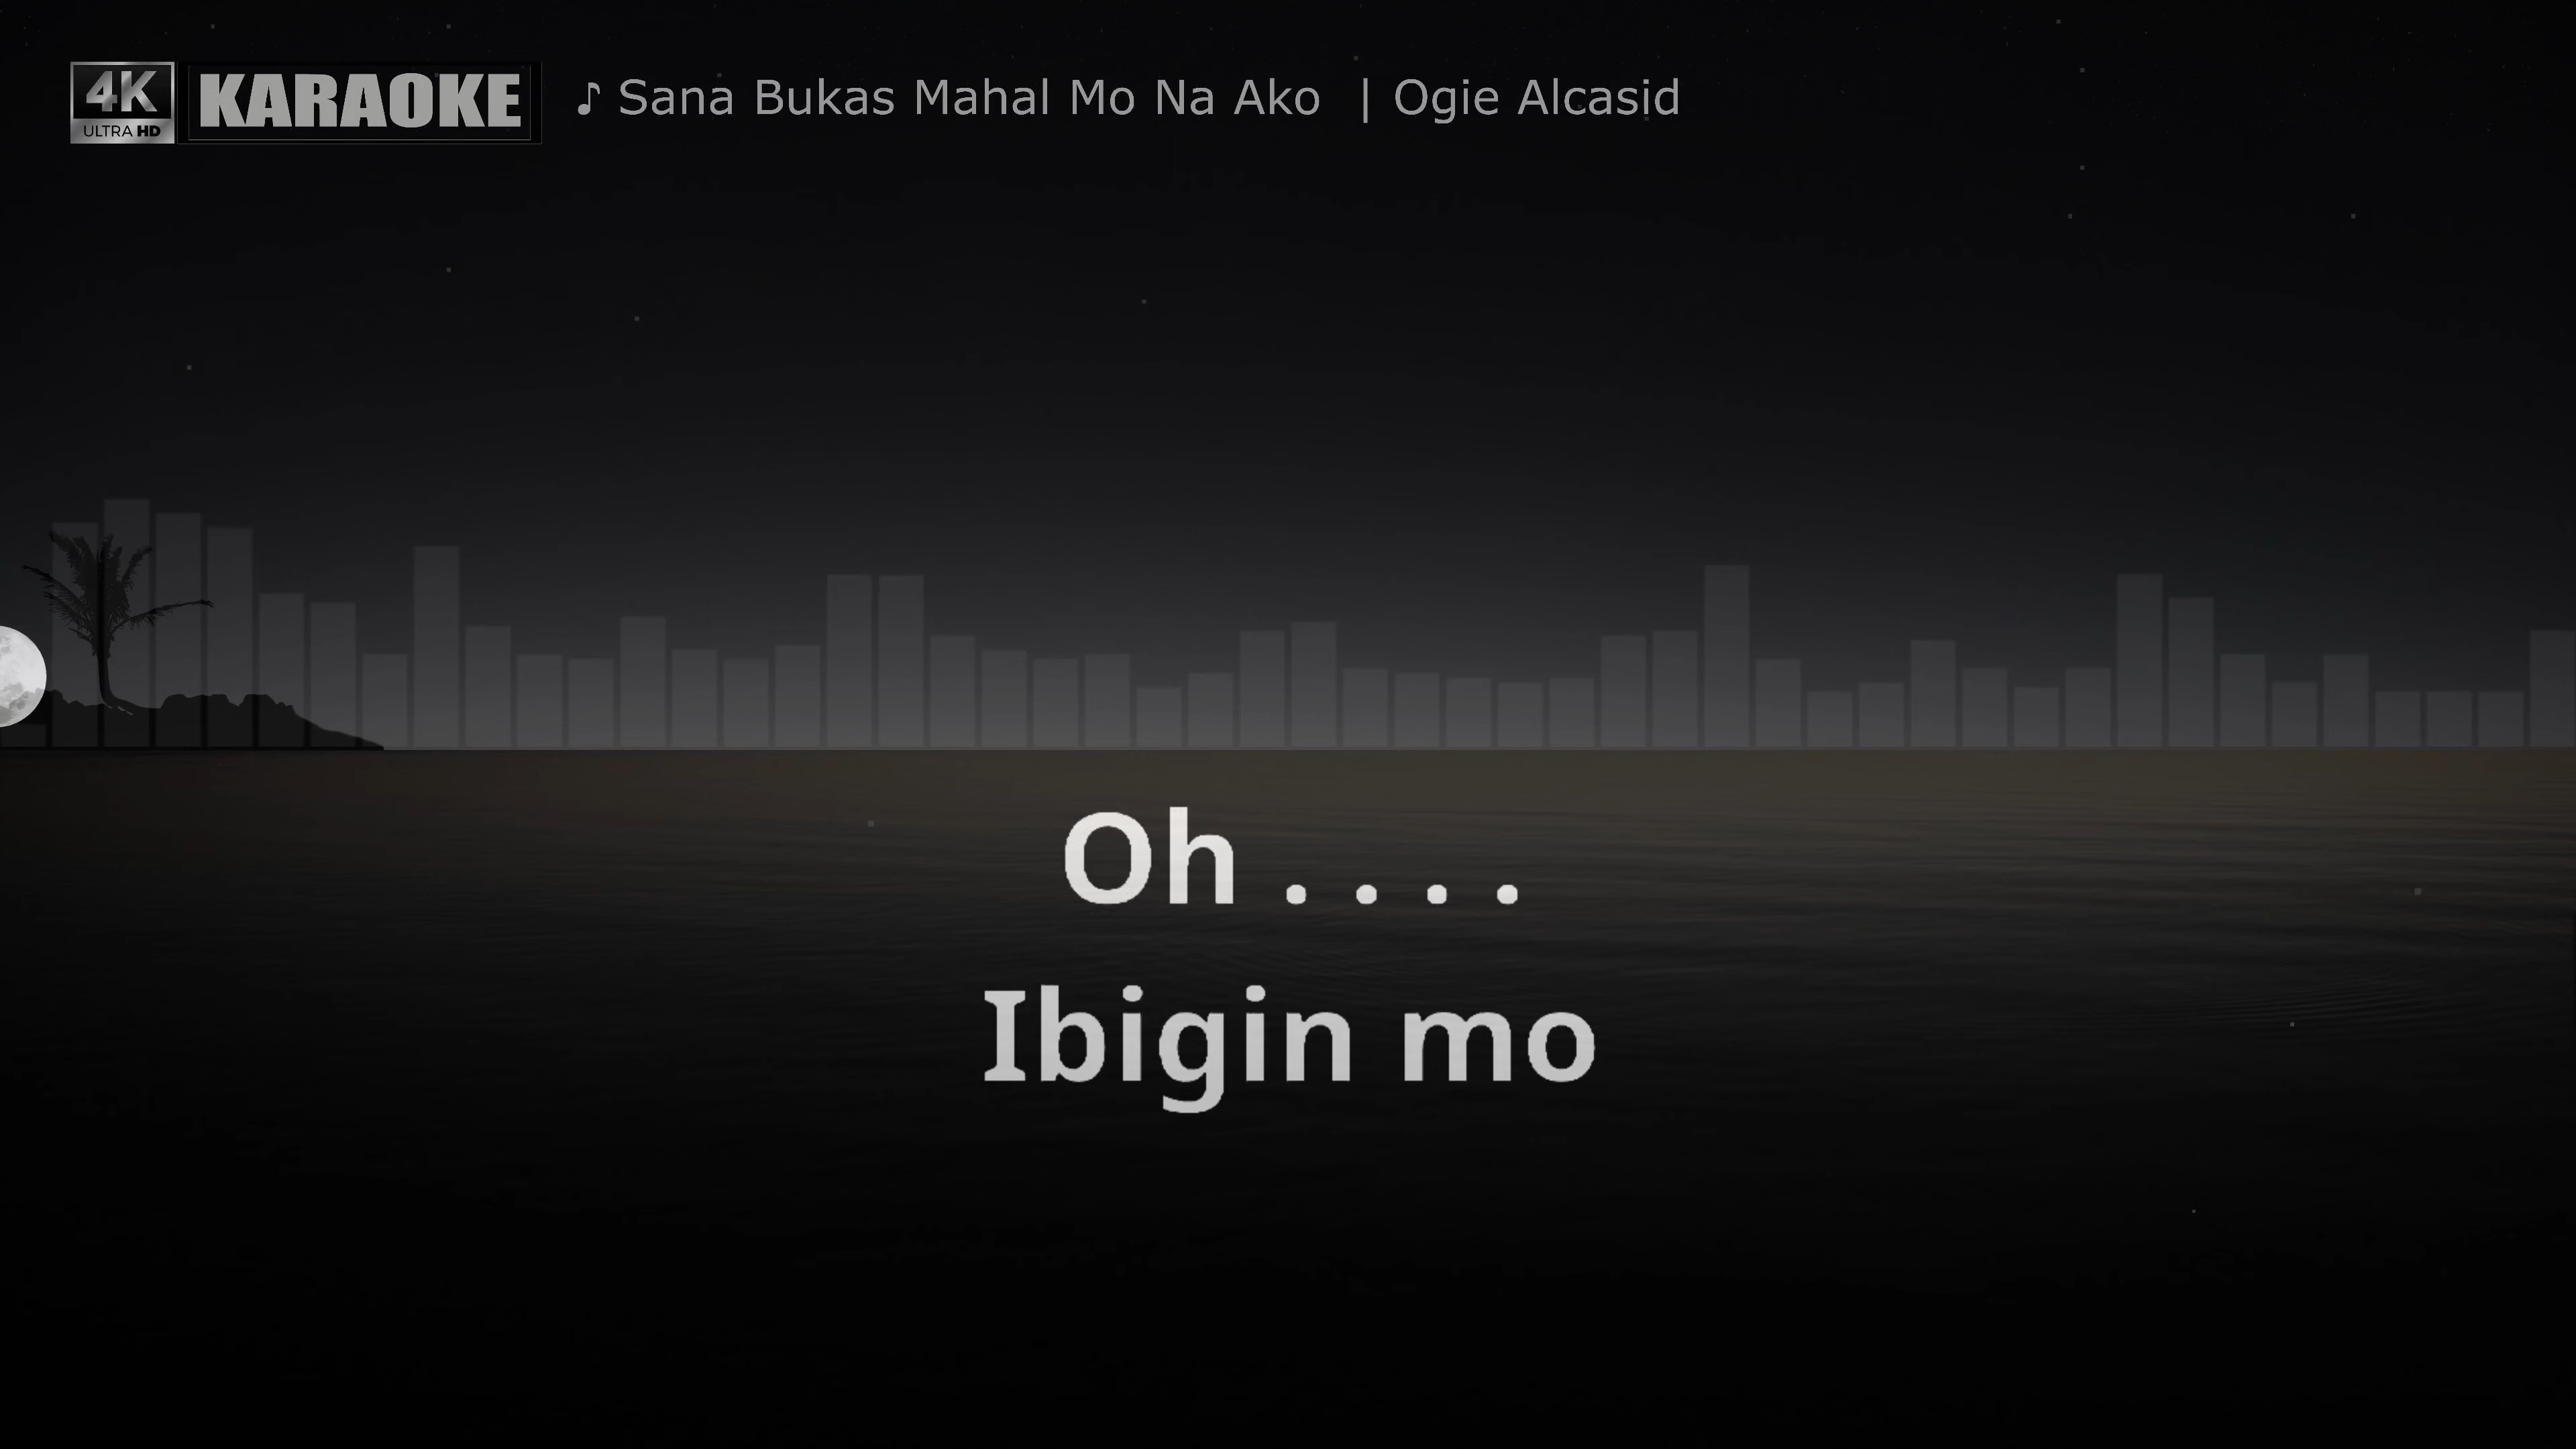 4K ULTRA HD KARAOKE ♪ Sana Bukas Mahal Mo Na Ako | Ogie Alcasid
Oh . . . .
Ibigin mo